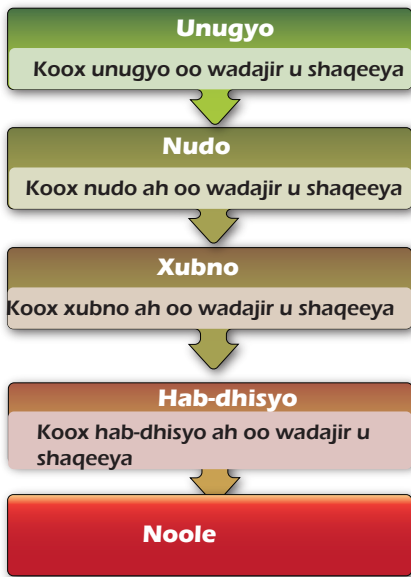 Unugyo
Koox unugyo oo wadajir u shaqeeya
Nudo
Koox nudo ah oo wadajir u shaqeeya
Xubno
Koox xubno ah oo wadajir u shaqeeya
Hab-dhisyo
Koox hab-dhisyo ah oo wadajir u
shaqeeya
Noole